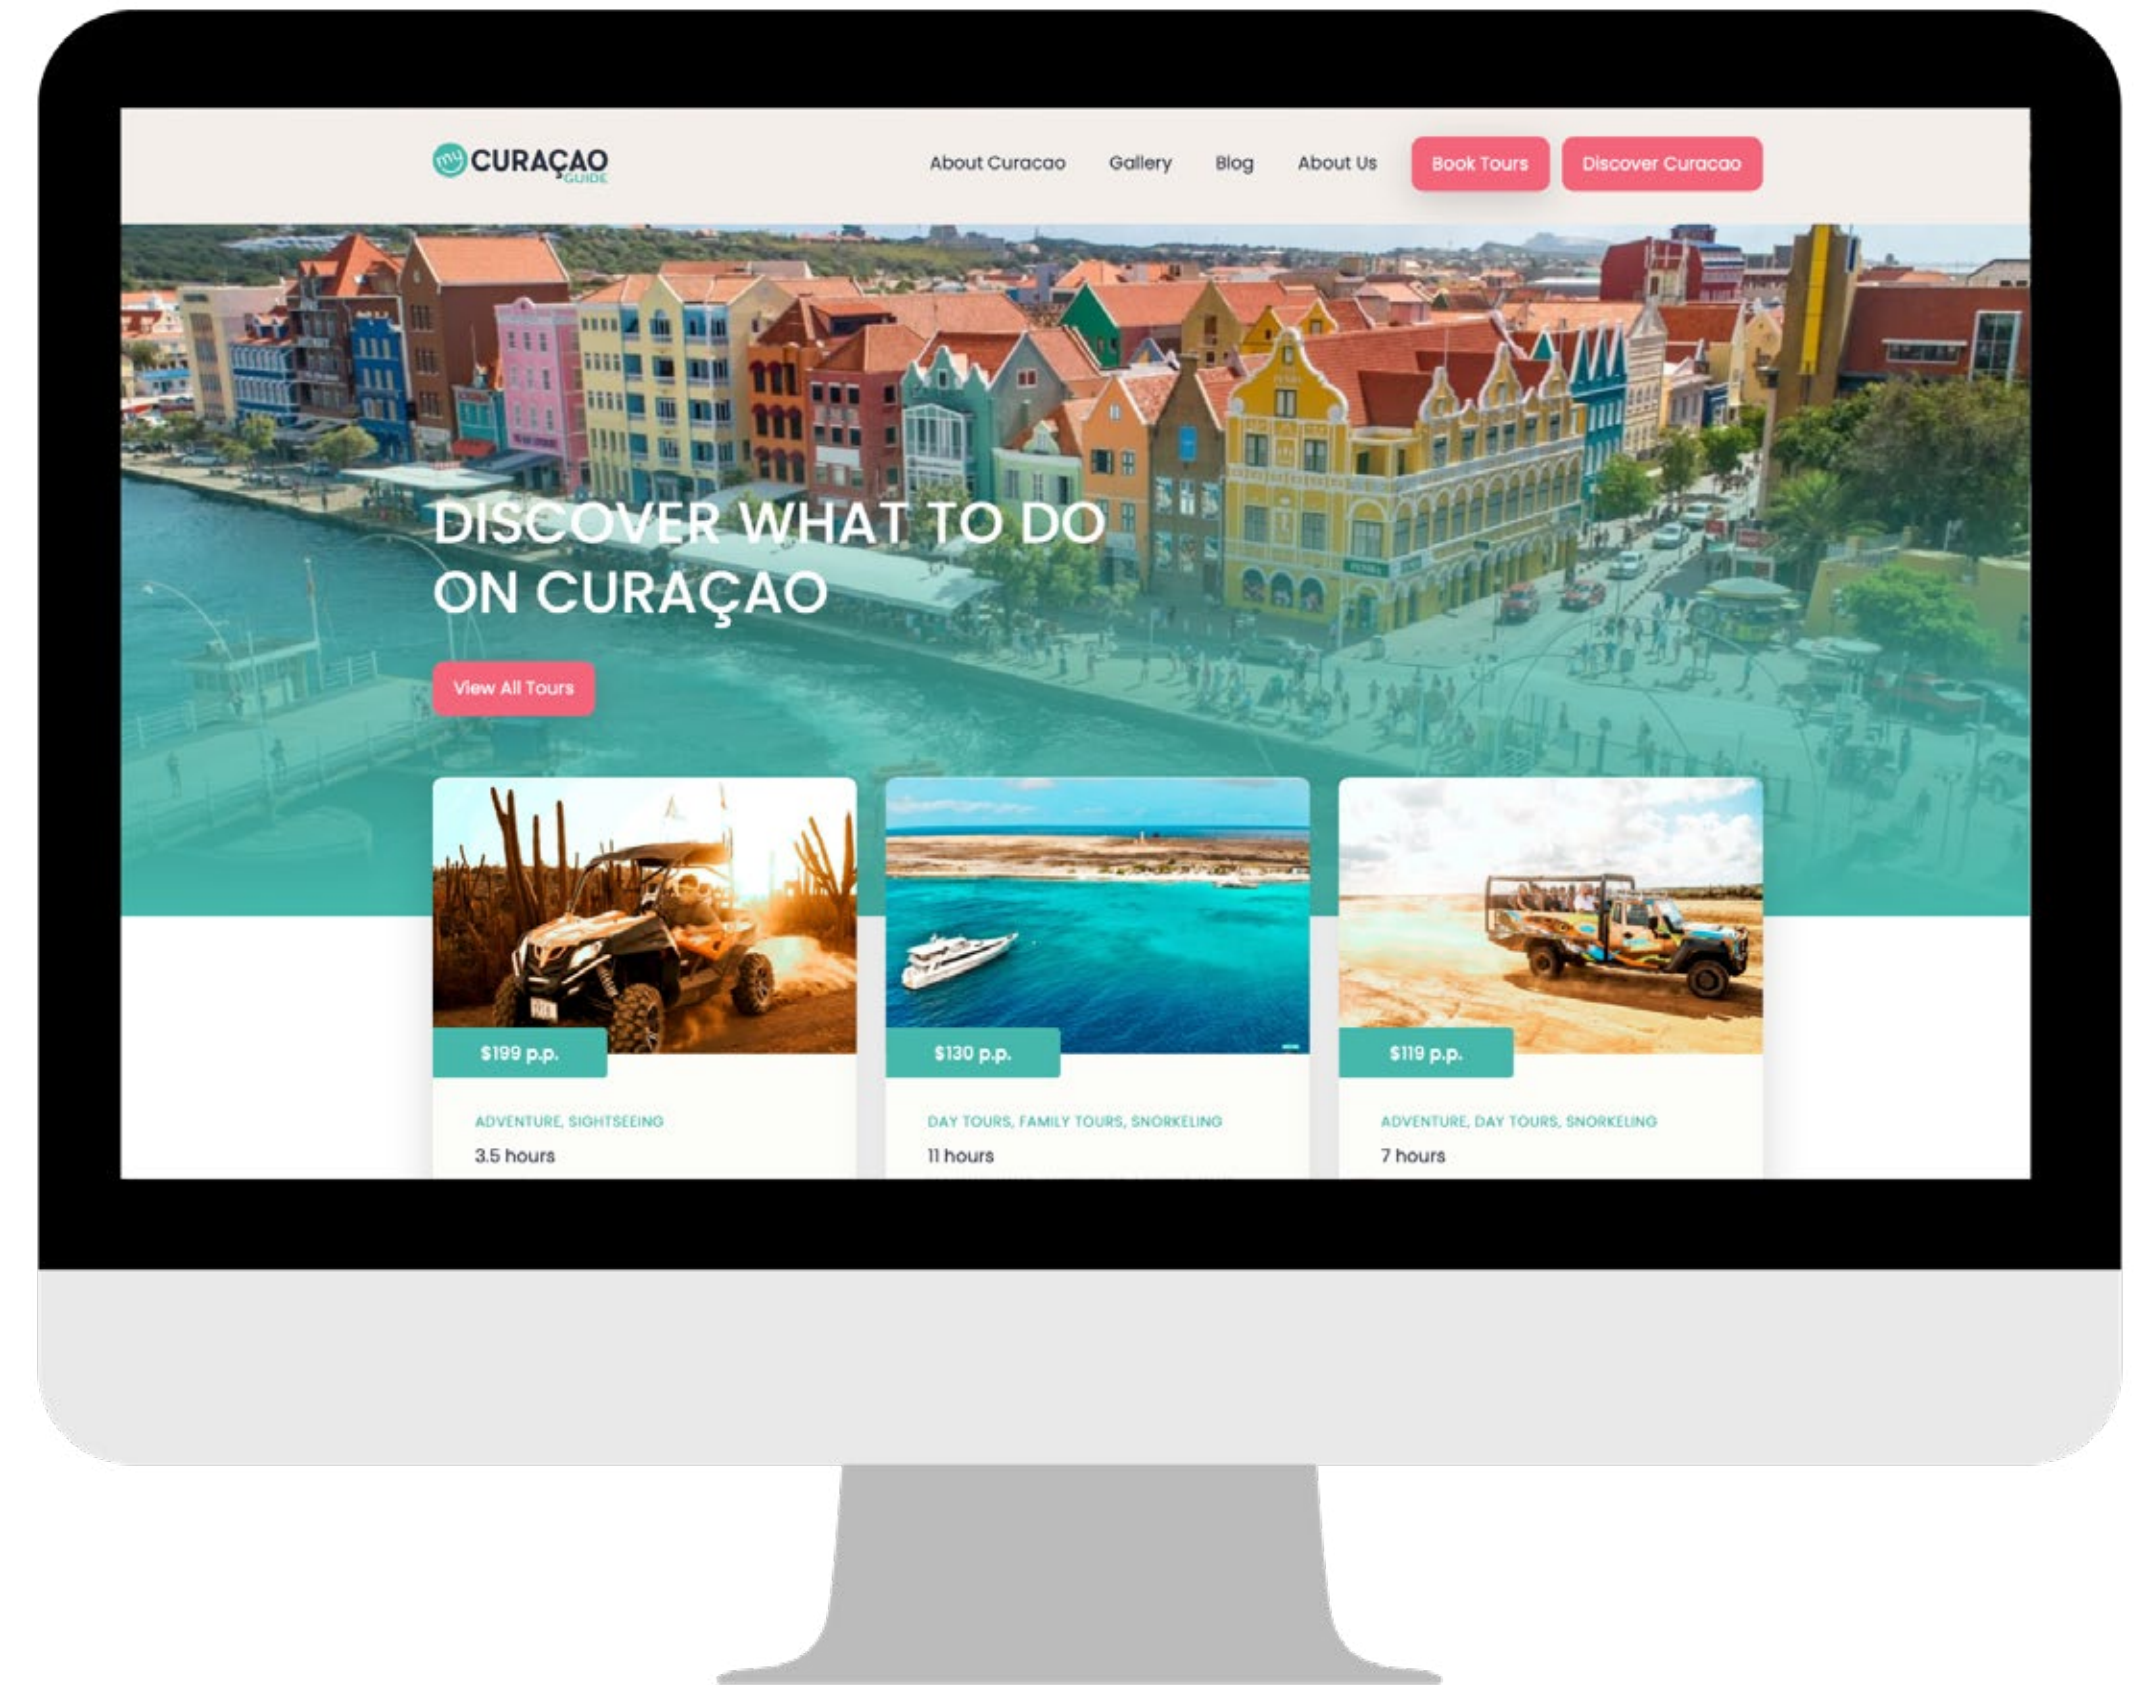 my CURAÇAO
GUIDE
About Curacao Gallery Blog About Us Book Tours Discover Curacao
DISCOVER WHAT TO DO
ON CURAÇAO
PENHA
View All Tours
$199 p.p. $130 p.p. $119 p.p.
ADVENTURE, SIGHTSEEING DAY TOURS, FAMILY TOURS, SNORKELING ADVENTURE, DAY TOURS, SNORKELING
3.5 hours 11 hours 7 hours